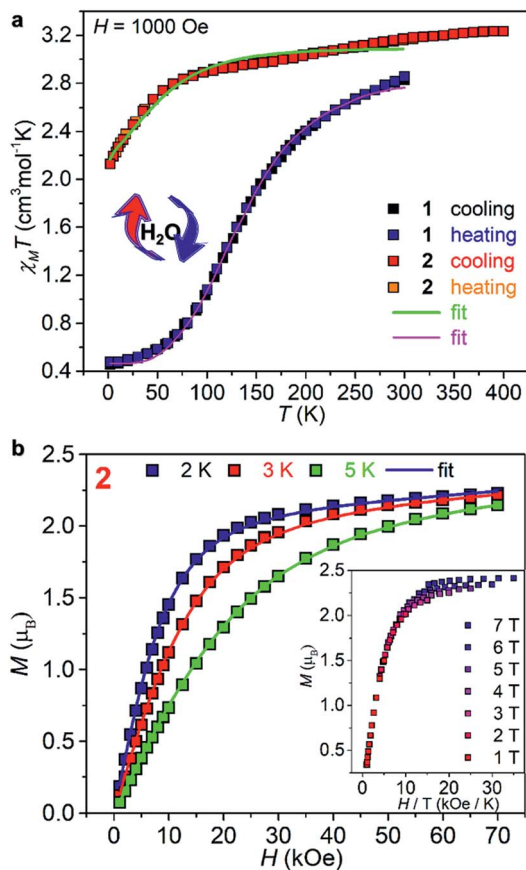 a
H = 1000 Oe
3.2
2.8
2.4
2.0
1.6
1.2
0.8
0.4
χMT (cm³mol⁻¹K)
H₂O
1 cooling
1 heating
2 cooling
2 heating
fit
fit
0 50 100 150 200 250 300 350 400
T (K)
b
2
2 K 3 K 5 K fit
2.5
2.0
1.5
1.0
0.5
0.0
M (μB)
2.5
2.0
1.5
1.0
0.5
M (μB)
7 T
6 T
5 T
4 T
3 T
2 T
1 T
0 10 20 30
H / T (kOe / K)
0 10 20 30 40 50 60 70
H (kOe)